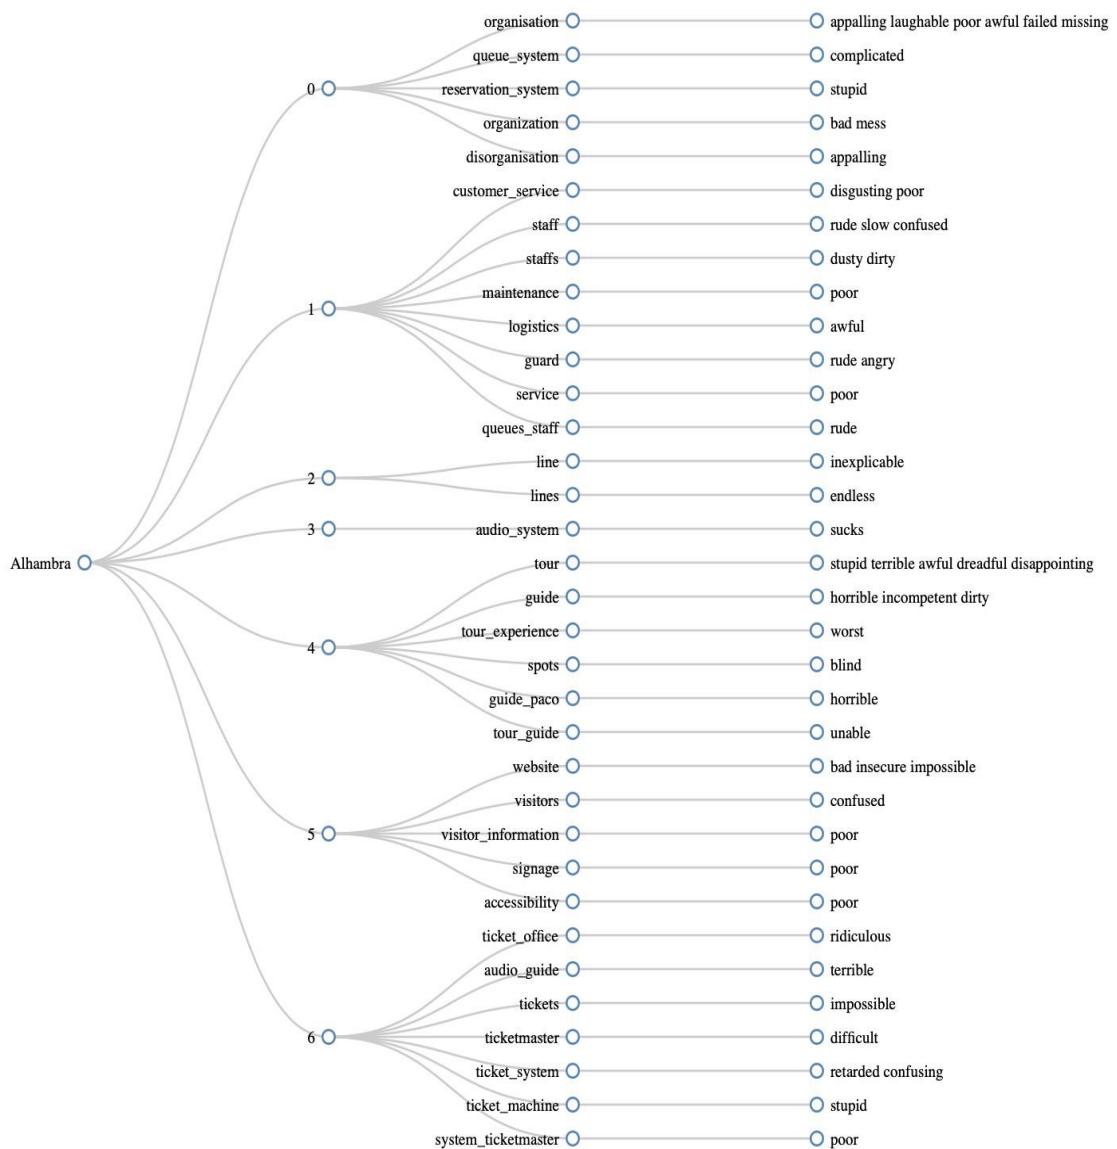 organisation appalling laughable poor awful failed missing
queue_system complicated
0 reservation_system stupid
organization bad mess
disorganisation appalling
customer_service disgusting poor
staff rude slow confused
staffs dusty dirty
maintenance poor
1 logistics awful
guard rude angry
service poor
queues_staff rude
line inexplicable
2
lines endless
3 audio_system sucks
Alhambra tour stupid terrible awful dreadful disappointing
guide horrible incompetent dirty
tour_experience worst
4
spots blind
guide_paco horrible
tour_guide unable
website bad insecure impossible
visitors confused
5 visitor_information poor
signage poor
accessibility poor
ticket_office ridiculous
audio_guide terrible
tickets impossible
6 ticketmaster difficult
ticket_system retarded confusing
ticket_machine stupid
system_ticketmaster poor